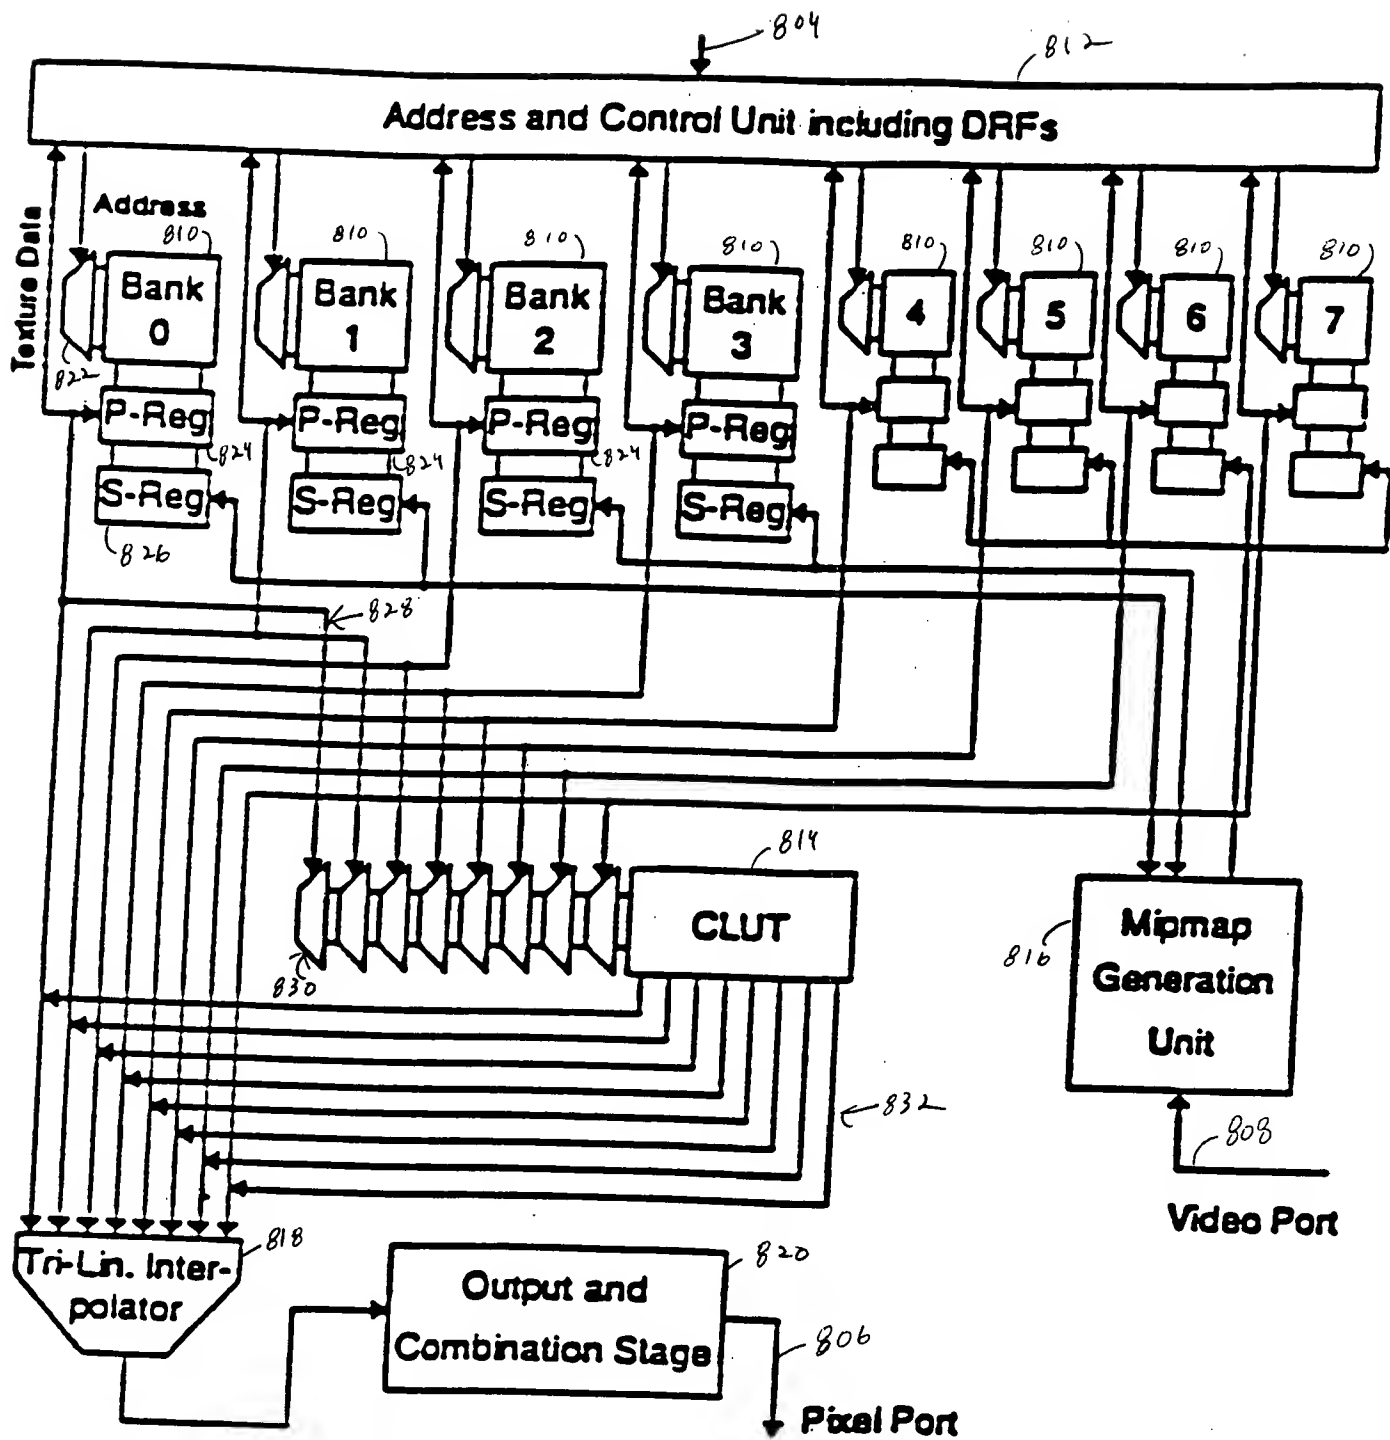 804
812
Address and Control Unit including DRFs
Texture Data
Address
810
810
810
810
810
810
810
810
Bank 0
Bank 1
Bank 2
Bank 3
4
5
6
7
822
P-Reg
P-Reg
P-Reg
P-Reg
824
824
824
S-Reg
S-Reg
S-Reg
S-Reg
826
828
814
CLUT
830
816
Mipmap
Generation
Unit
832
808
Video Port
818
Tri-Lin. Inter-
polator
820
Output and
Combination Stage
806
Pixel Port